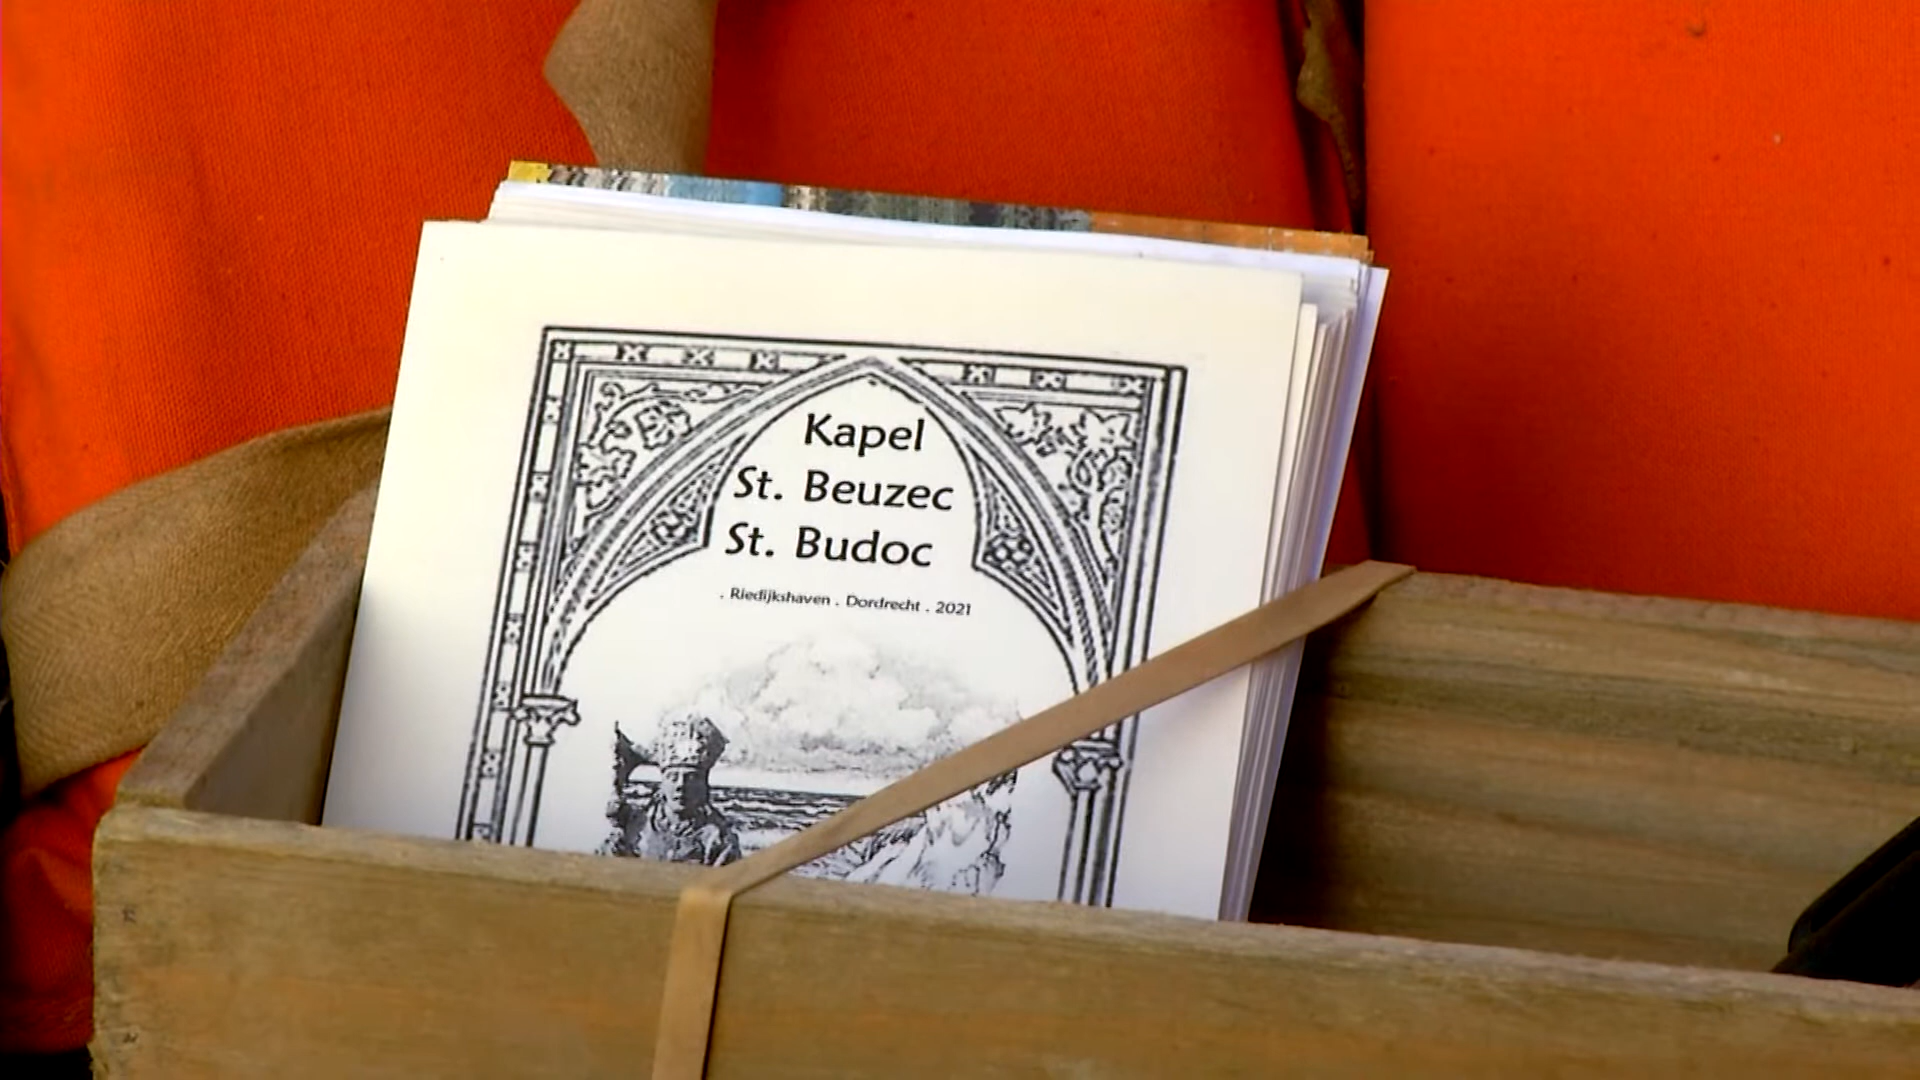 Kapel
St. Beuzec
St. Budoc
. Riedijkshaven . Dordrecht . 2021